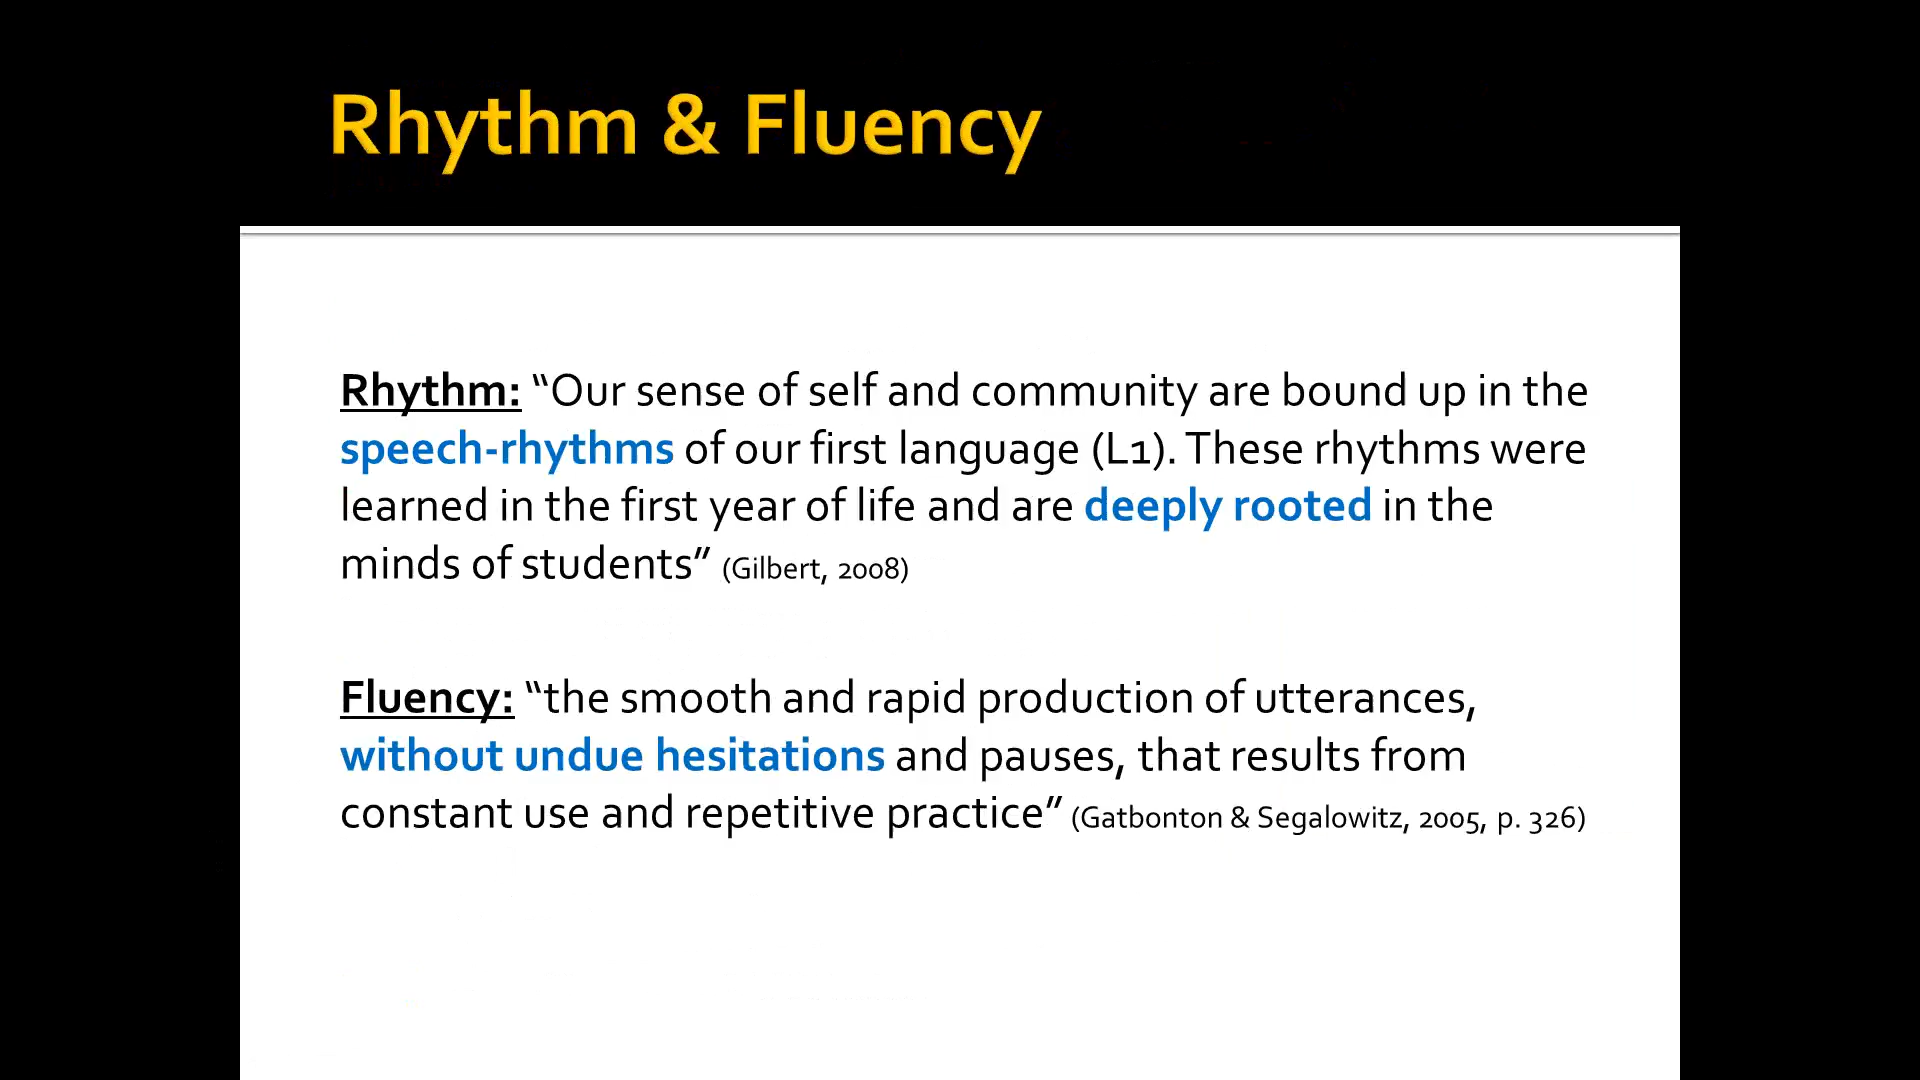 Rhythm & Fluency
Rhythm: “Our sense of self and community are bound up in the
speech-rhythms of our first language (L1). These rhythms were
learned in the first year of life and are deeply rooted in the
minds of students” (Gilbert, 2008)
Fluency: “the smooth and rapid production of utterances,
without undue hesitations and pauses, that results from
constant use and repetitive practice” (Gatbonton & Segalowitz, 2005, p. 326)